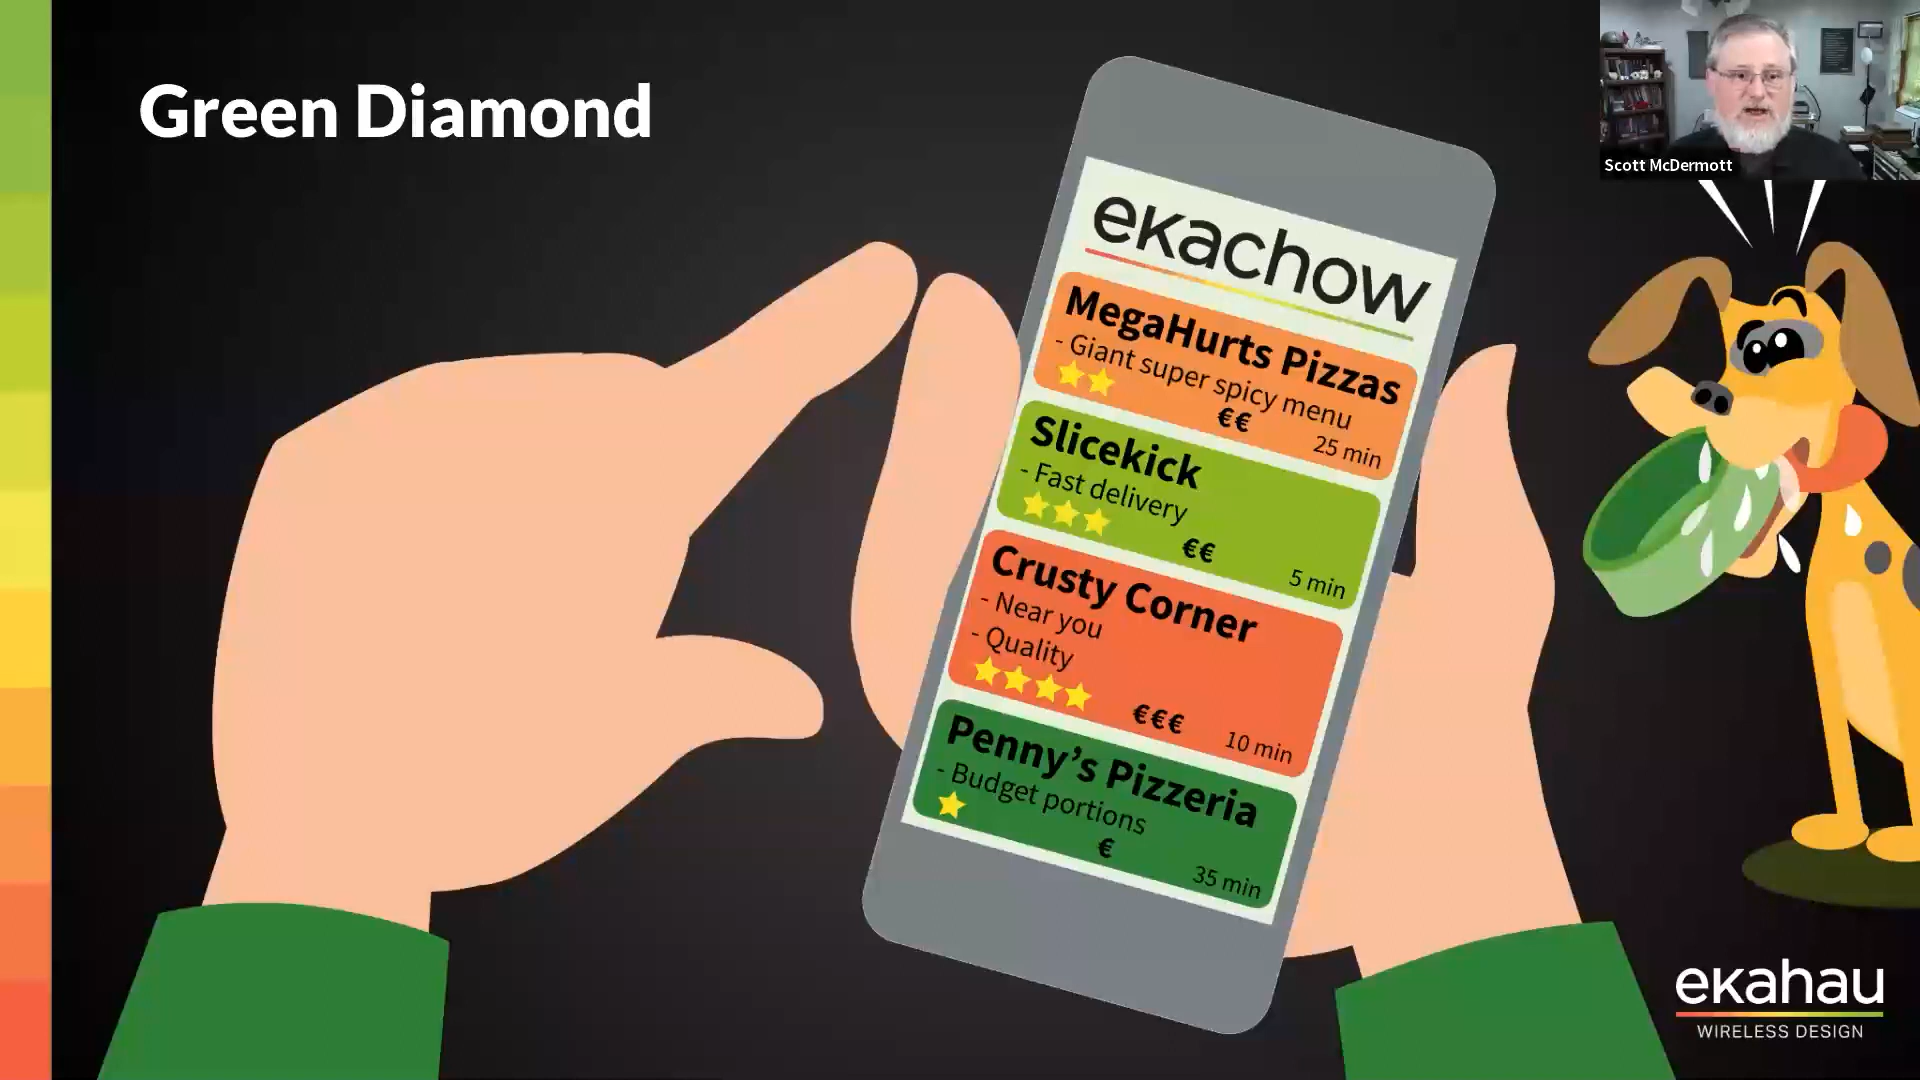 Green Diamond
Scott McDermott
ekachow
MegaHurts Pizzas
- Giant super spicy menu
€€
25 min
Slicekick
- Fast delivery
€€
5 min
Crusty Corner
- Near you
- Quality
€€€
10 min
Penny's Pizzeria
- Budget portions
€
35 min
ekahau
WIRELESS DESIGN